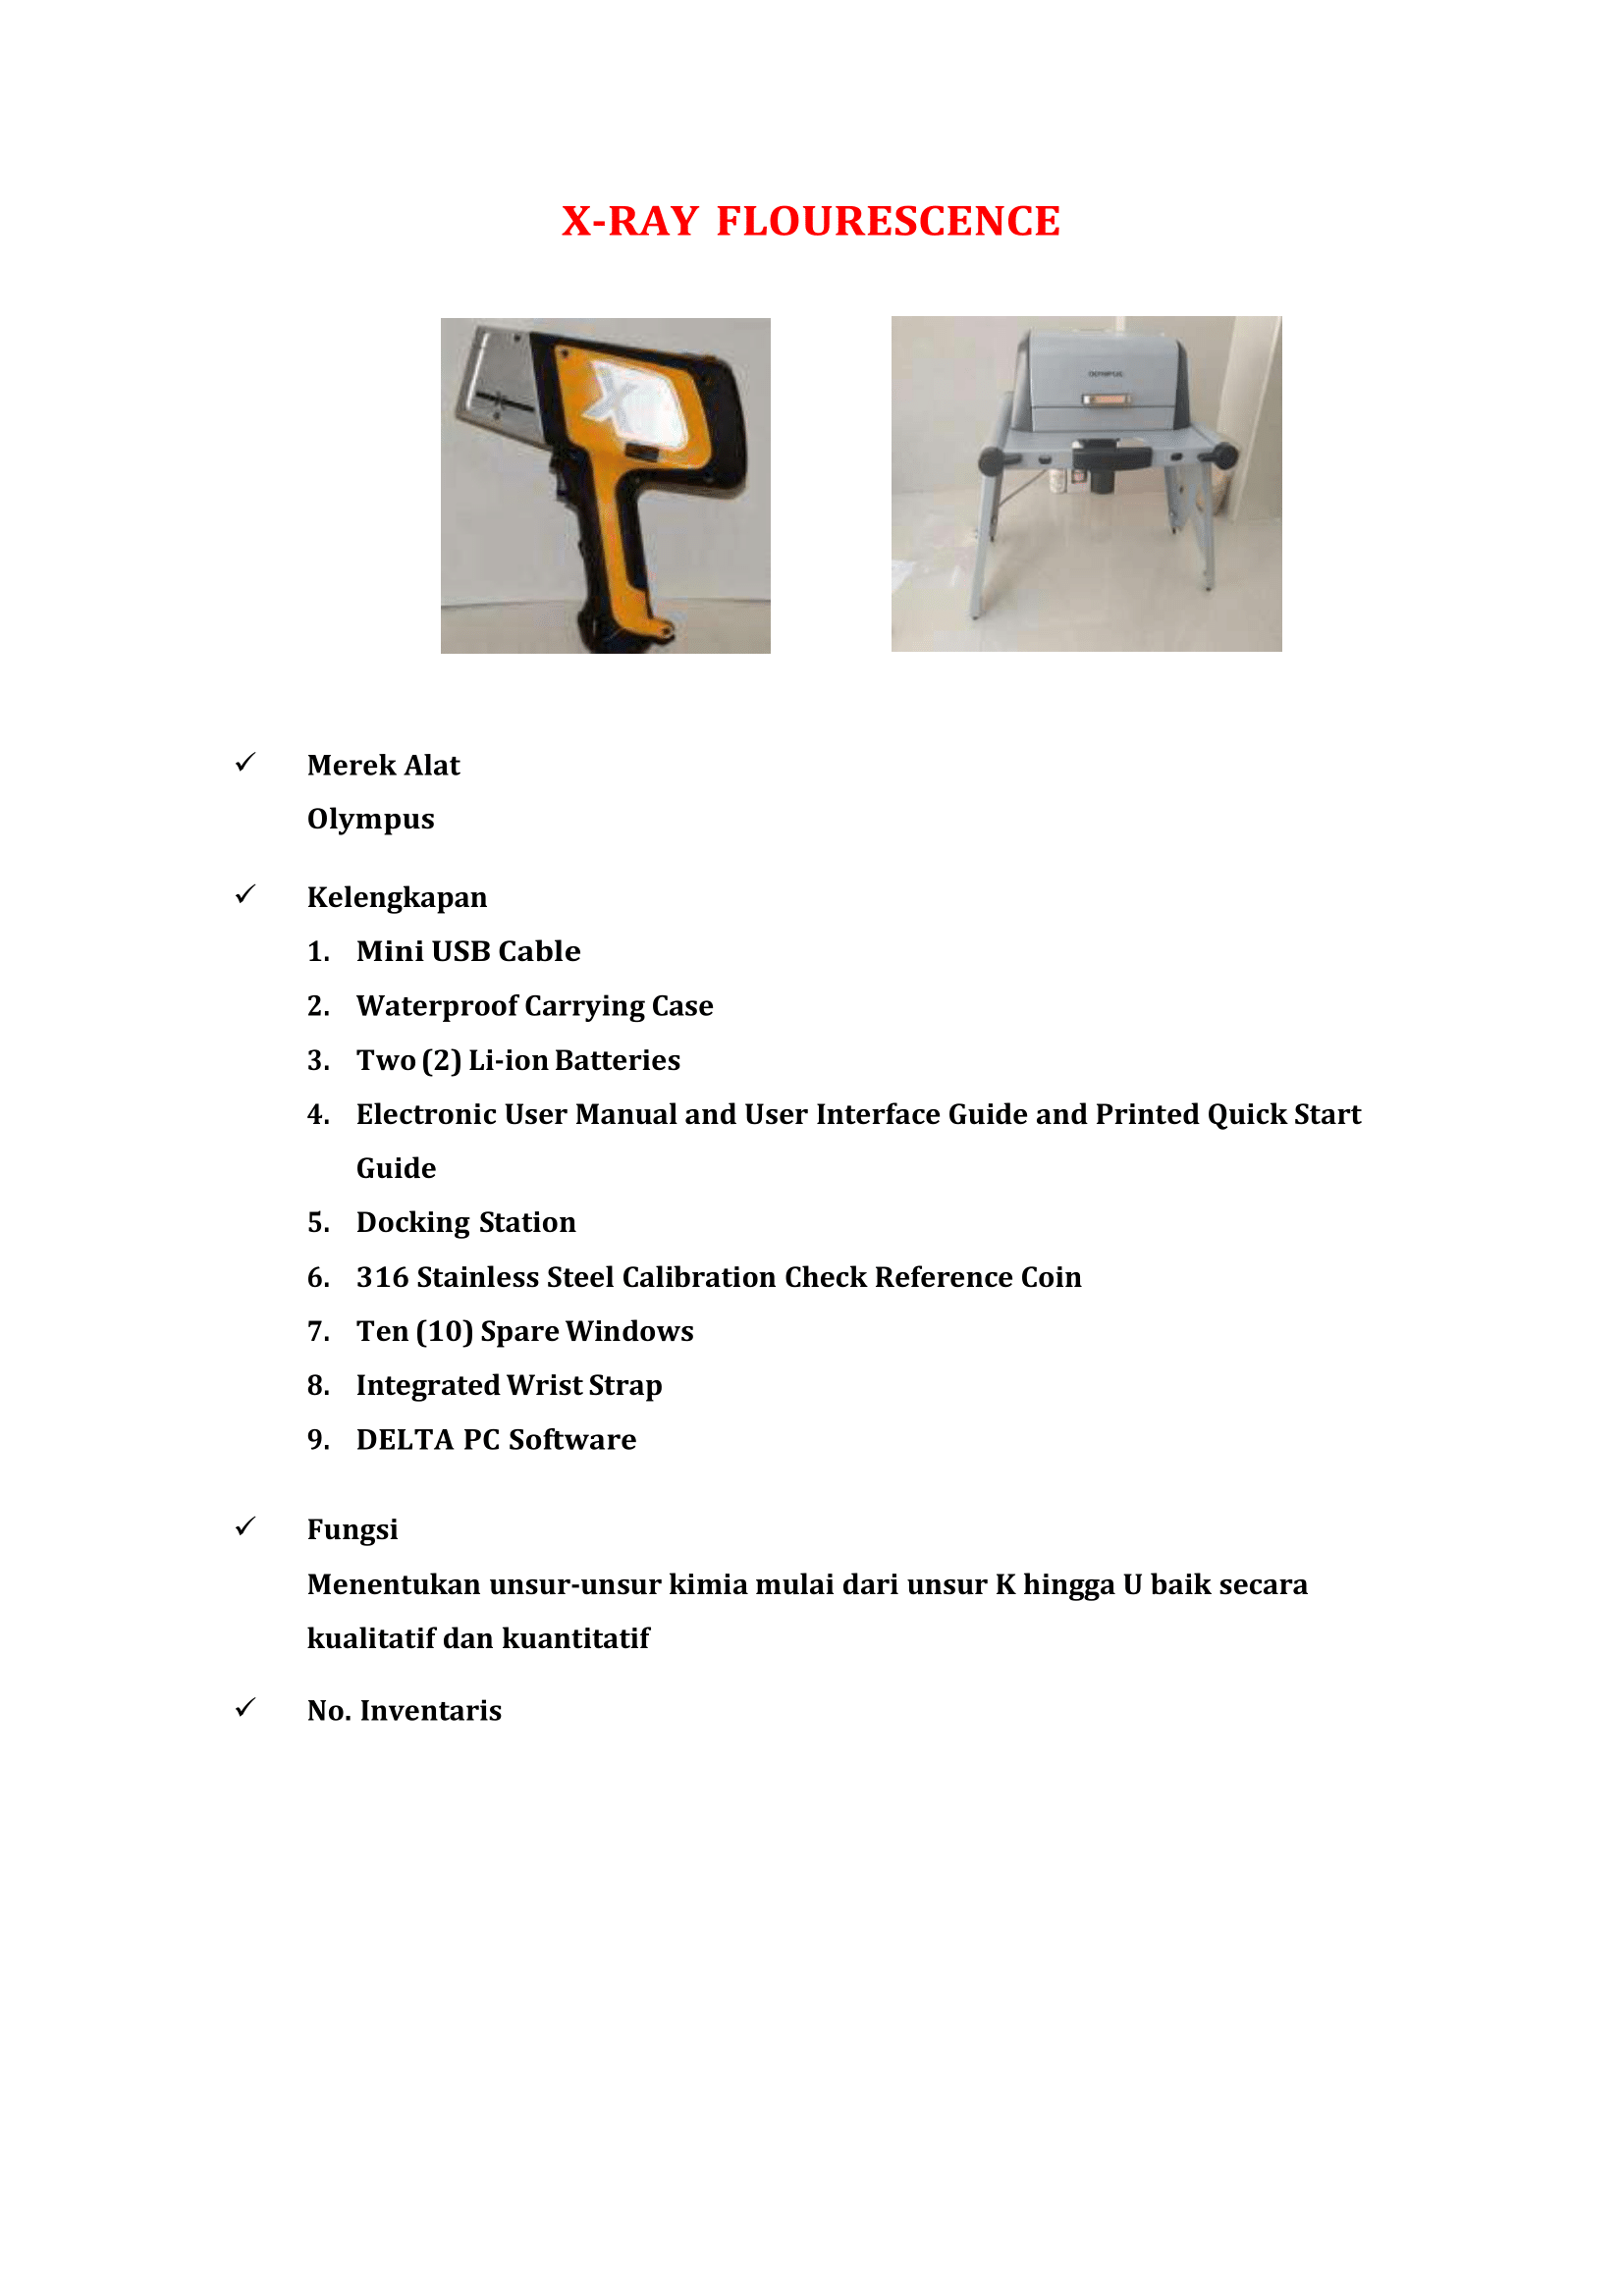 X-RAY FLOURESCENCE
X
OLYMPUS
✓ Merek Alat
Olympus
✓ Kelengkapan
1. Mini USB Cable
2. Waterproof Carrying Case
3. Two (2) Li-ion Batteries
4. Electronic User Manual and User Interface Guide and Printed Quick Start
Guide
5. Docking Station
6. 316 Stainless Steel Calibration Check Reference Coin
7. Ten (10) Spare Windows
8. Integrated Wrist Strap
9. DELTA PC Software
✓ Fungsi
Menentukan unsur-unsur kimia mulai dari unsur K hingga U baik secara
kualitatif dan kuantitatif
✓ No. Inventaris